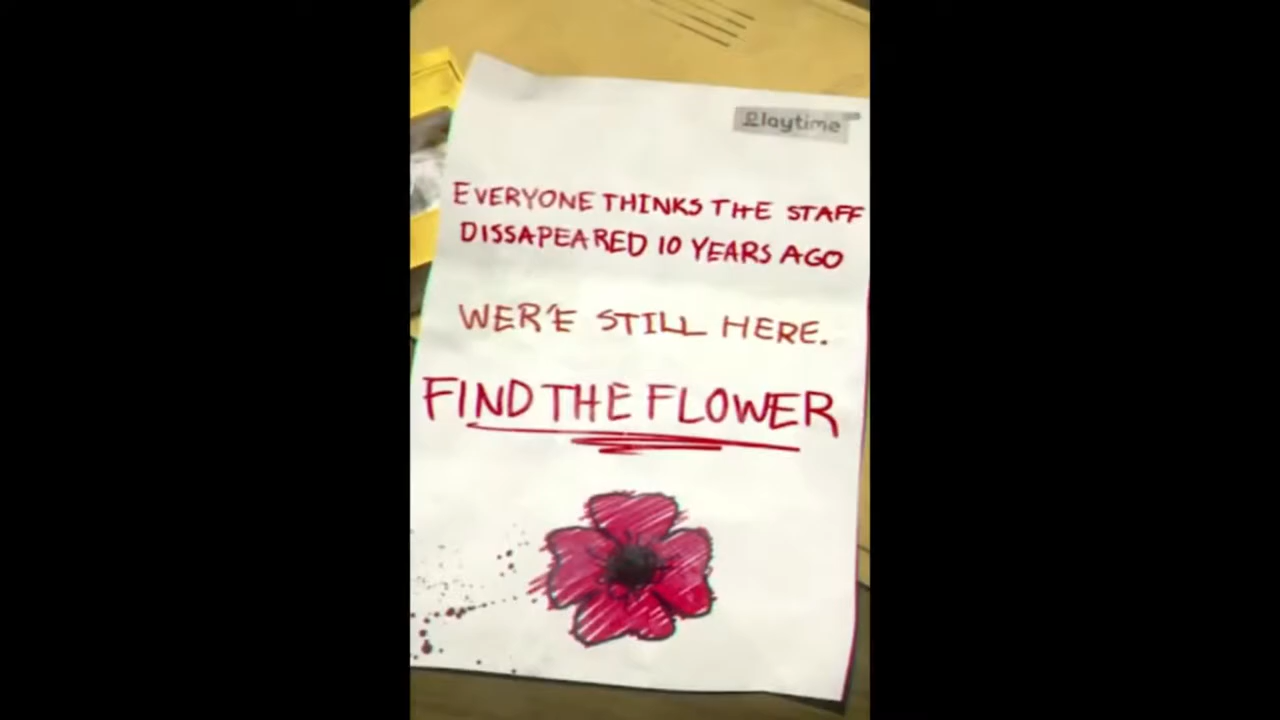 Playtime
EVERYONE THINKS THE STAFF
DISSAPEARED 10 YEARS AGO
WER'E STILL HERE.
FIND THE FLOWER